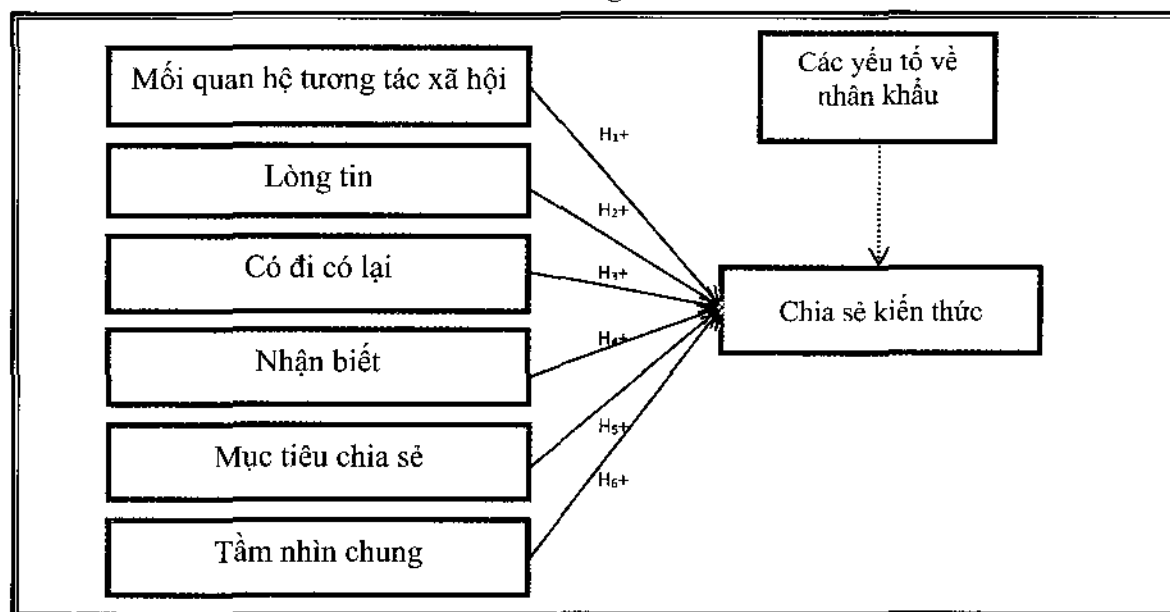 Mối quan hệ tương tác xã hội
Lòng tin
Có đi có lại
Nhận biết
Mục tiêu chia sẻ
Tầm nhìn chung
H₁+
H₂+
H₃+
H₄+
H₅+
H₆+
Các yếu tố về
nhân khẩu
Chia sẻ kiến thức